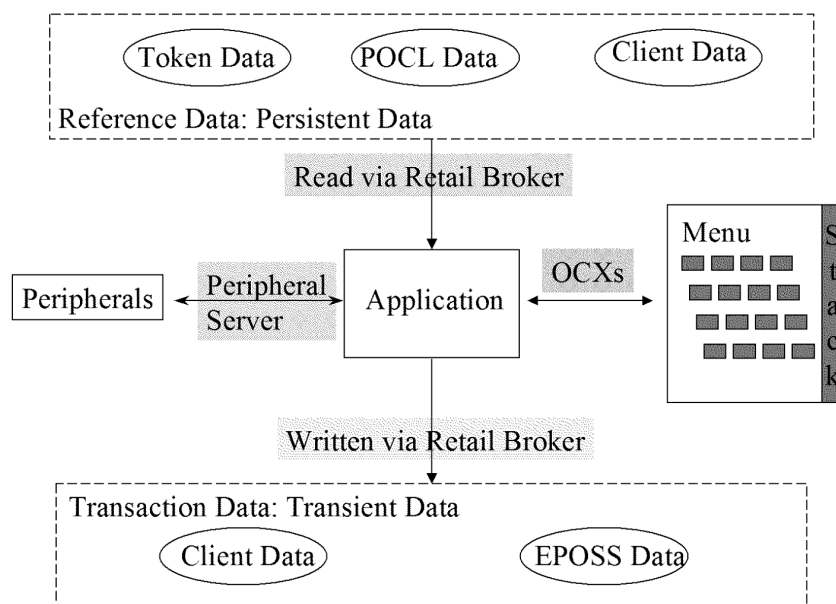 Token Data
POCL Data
Client Data
Reference Data: Persistent Data
Read via Retail Broker
Menu
Stack
Peripherals
Peripheral
Server
Application
OCXs
Written via Retail Broker
Transaction Data: Transient Data
Client Data
EPOSS Data